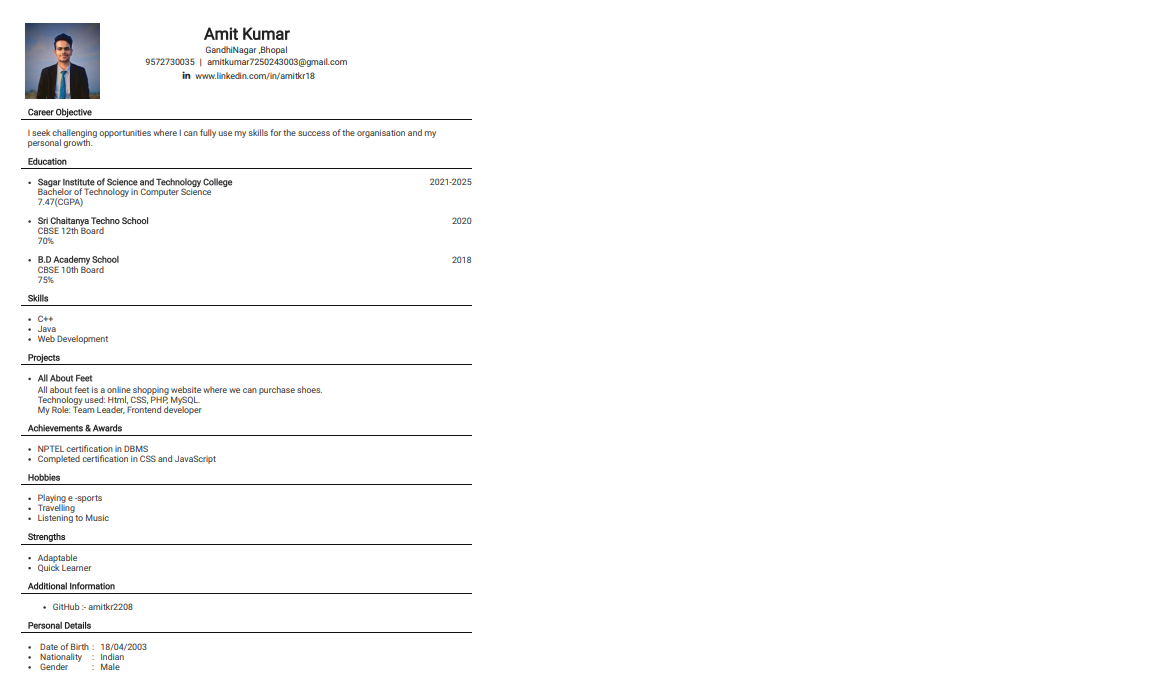 Amit Kumar
GandhiNagar ,Bhopal
9572730035 | amitkumar7250243003@gmail.com
in www.linkedin.com/in/amitkr18
Career Objective
I seek challenging opportunities where I can fully use my skills for the success of the organisation and my
personal growth.
Education
• Sagar Institute of Science and Technology College 2021-2025
Bachelor of Technology in Computer Science
7.47(CGPA)
• Sri Chaitanya Techno School 2020
CBSE 12th Board
70%
• B.D Academy School 2018
CBSE 10th Board
75%
Skills
• C++
• Java
• Web Development
Projects
• All About Feet
All about feet is a online shopping website where we can purchase shoes.
Technology used: Html, CSS, PHP, MySQL.
My Role: Team Leader, Frontend developer
Achievements & Awards
• NPTEL certification in DBMS
• Completed certification in CSS and JavaScript
Hobbies
• Playing e -sports
• Travelling
• Listening to Music
Strengths
• Adaptable
• Quick Learner
Additional Information
• GitHub :- amitkr2208
Personal Details
• Date of Birth : 18/04/2003
• Nationality : Indian
• Gender : Male